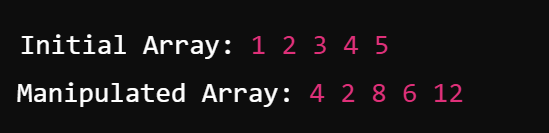 Initial Array: 1 2 3 4 5
Manipulated Array: 4 2 8 6 12